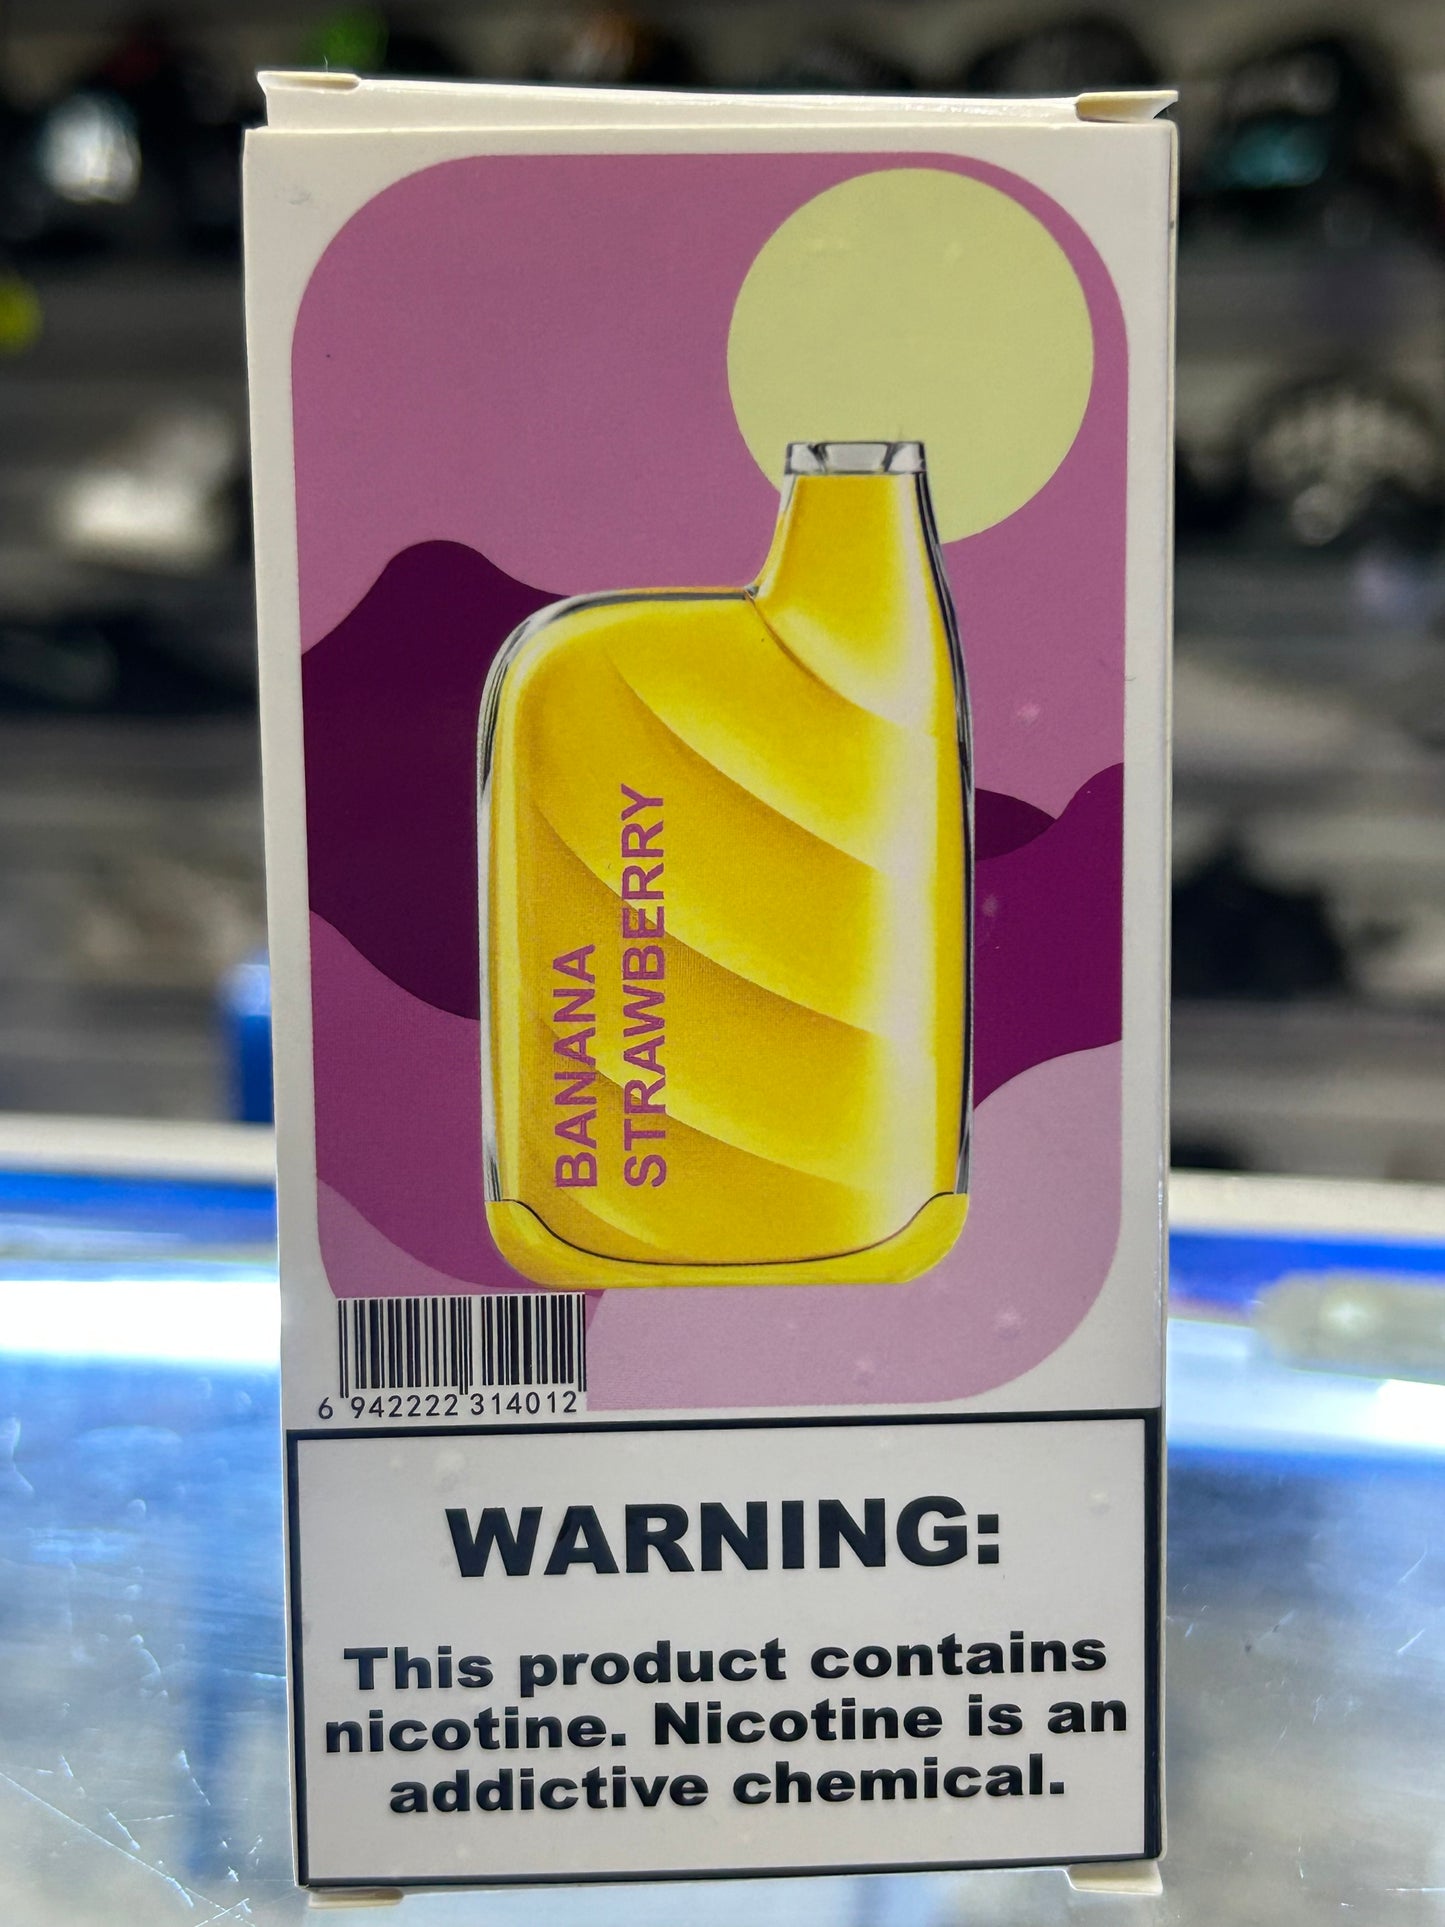 BANANA
STRAWBERRY
6 942222 314012
WARNING:
This product contains
nicotine. Nicotine is an
addictive chemical.